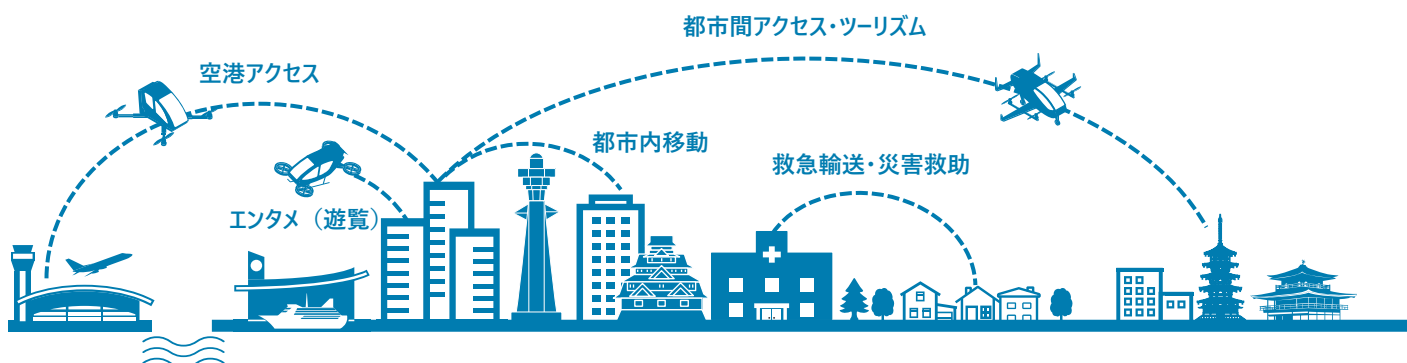 都市間アクセス・ツーリズム
空港アクセス
都市内移動
救急輸送・災害救助
エンタメ（遊覧）